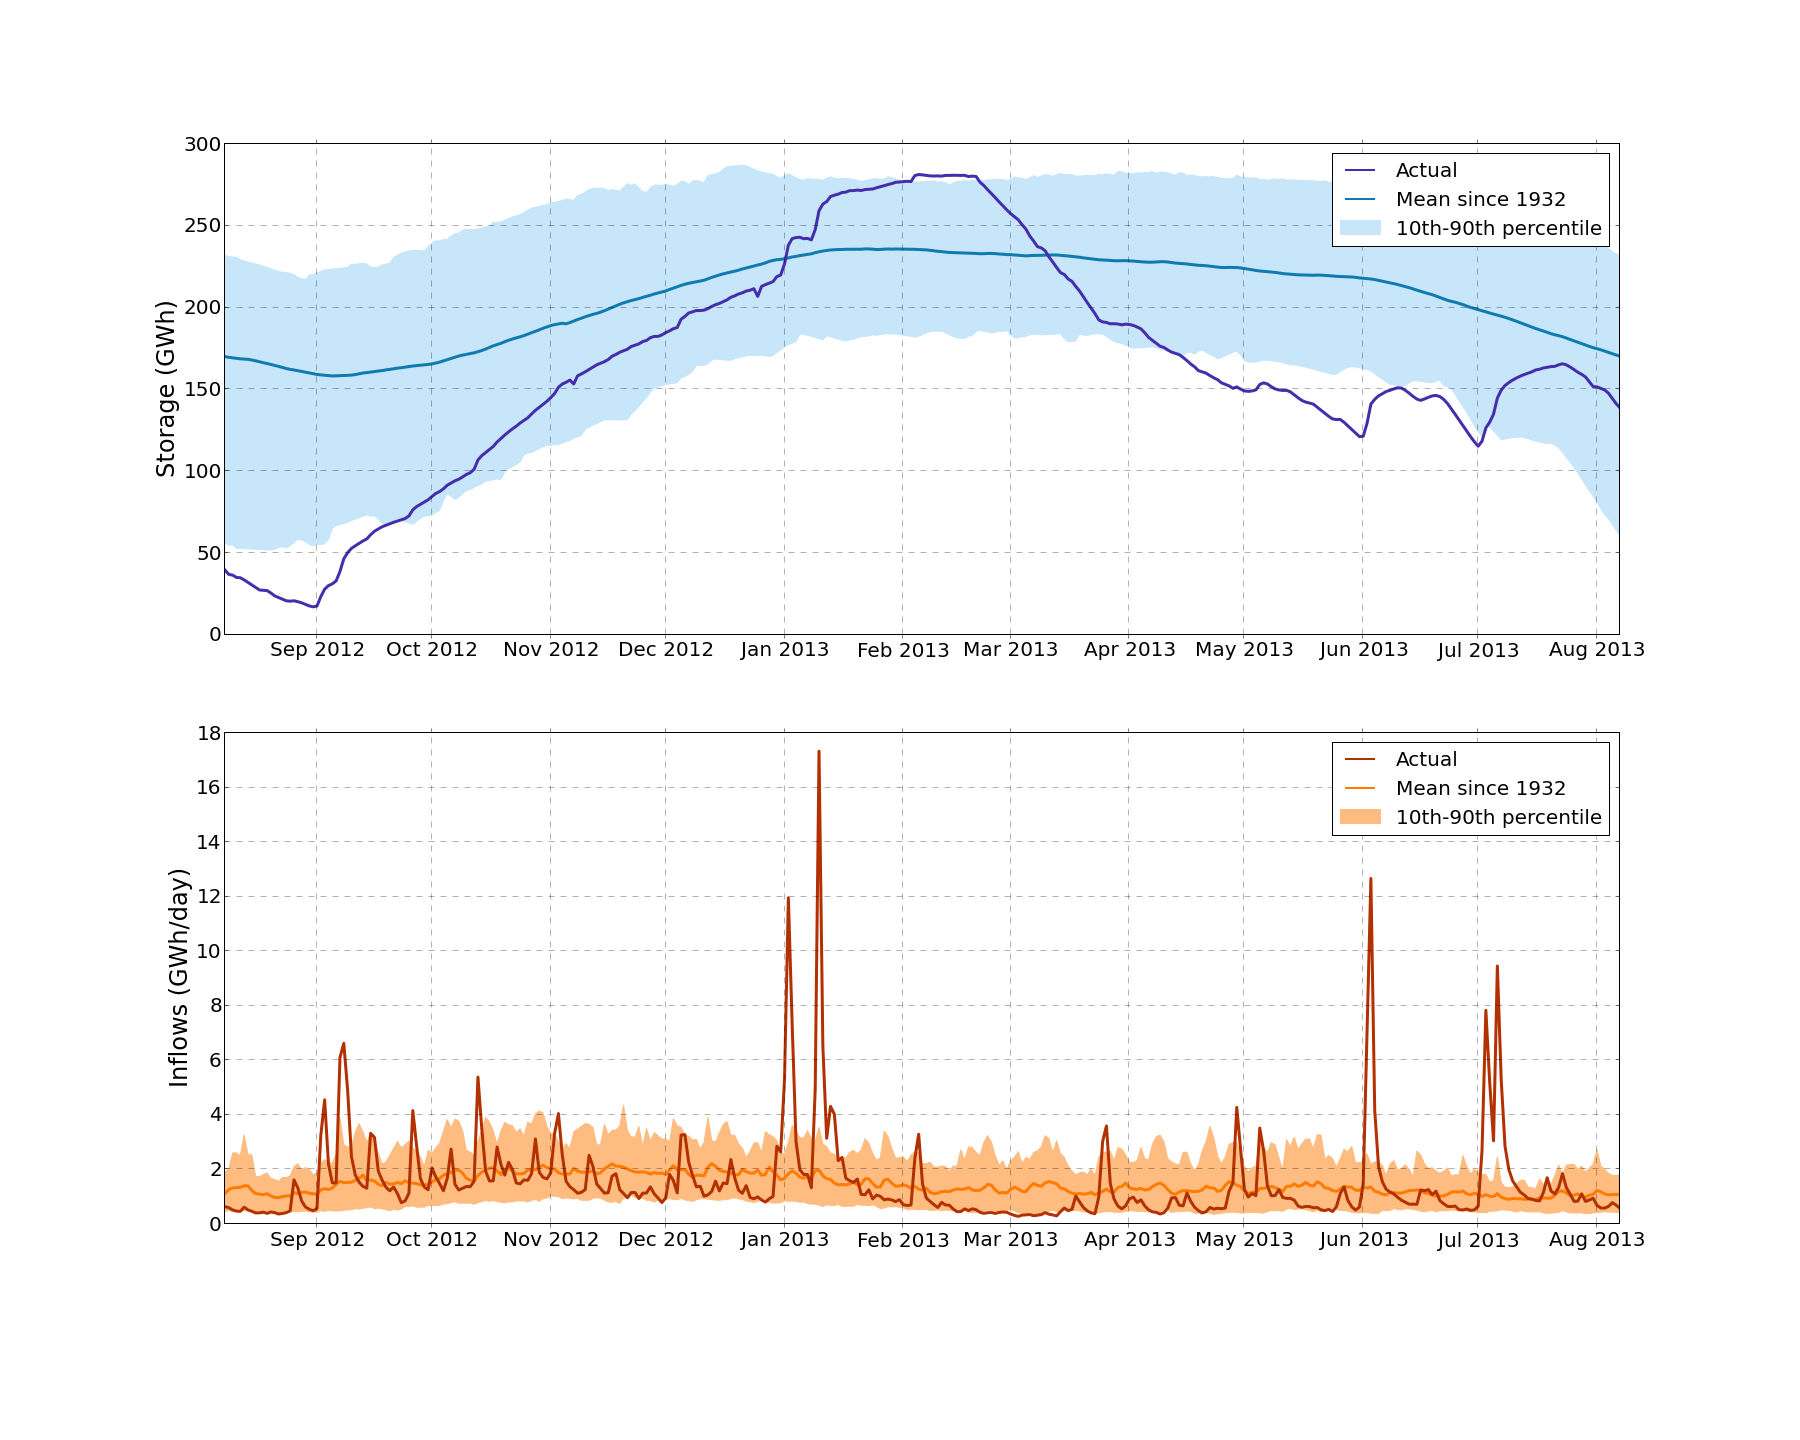 300
250
200
150
100
50
0
Storage (GWh)
Actual
Mean since 1932
10th-90th percentile
Sep 2012 Oct 2012 Nov 2012 Dec 2012 Jan 2013 Feb 2013 Mar 2013 Apr 2013 May 2013 Jun 2013 Jul 2013 Aug 2013
18
16
14
12
10
8
6
4
2
0
Inflows (GWh/day)
Actual
Mean since 1932
10th-90th percentile
Sep 2012 Oct 2012 Nov 2012 Dec 2012 Jan 2013 Feb 2013 Mar 2013 Apr 2013 May 2013 Jun 2013 Jul 2013 Aug 2013